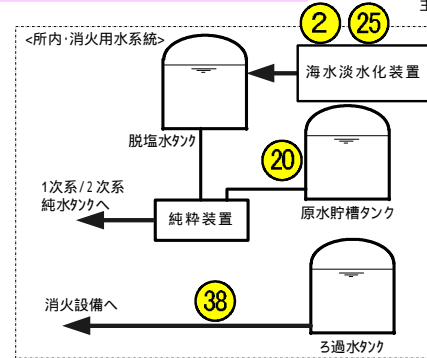 2 25
<所内･消火用水系統>
海水淡水化装置
脱塩水ﾀﾝｸ
20
1次系/2次系
純水ﾀﾝｸへ
純粋装置
原水貯槽タンク
消火設備へ
38
ろ過水ﾀﾝｸ